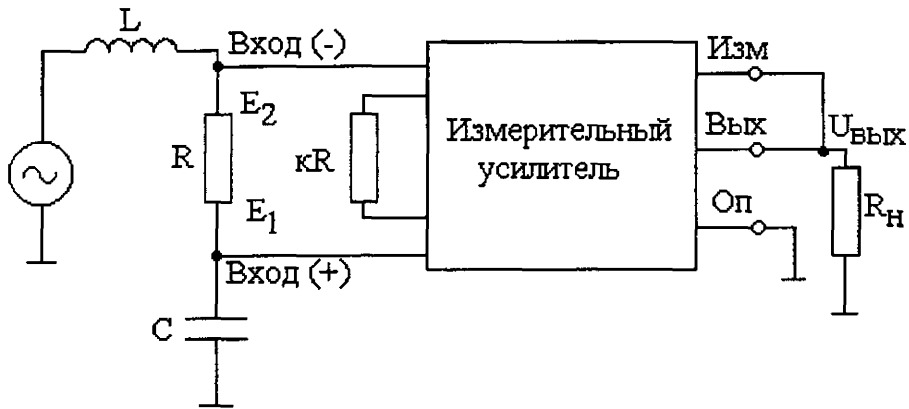 L
Вход (-)
E2
R
E1
Вход (+)
C
кR
Измерительный
усилитель
Изм
Вых
Оп
Uвых
Rн